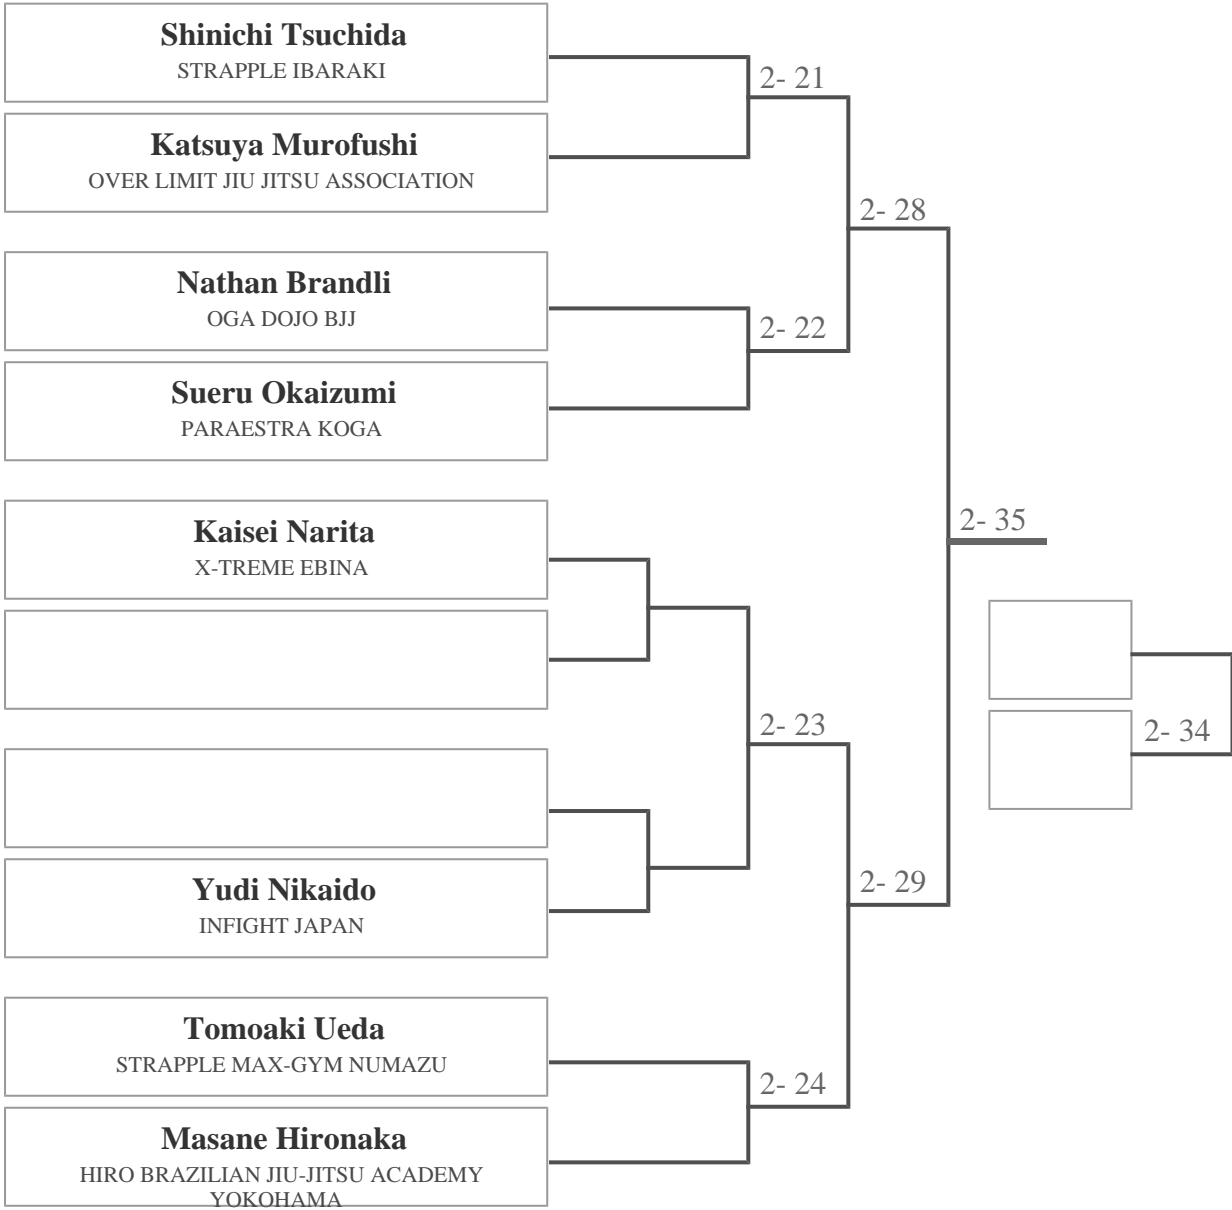 Shinichi Tsuchida
STRAPPLE IBARAKI
2- 21
Katsuya Murofushi
OVER LIMIT JIU JITSU ASSOCIATION
2- 28
Nathan Brandli
OGA DOJO BJJ
2- 22
Sueru Okaizumi
PARAESTRA KOGA
Kaisei Narita
X-TREME EBINA
2- 35
2- 23
2- 34
Yudi Nikaido
INFIGHT JAPAN
2- 29
Tomoaki Ueda
STRAPPLE MAX-GYM NUMAZU
2- 24
Masane Hironaka
HIRO BRAZILIAN JIU-JITSU ACADEMY
YOKOHAMA